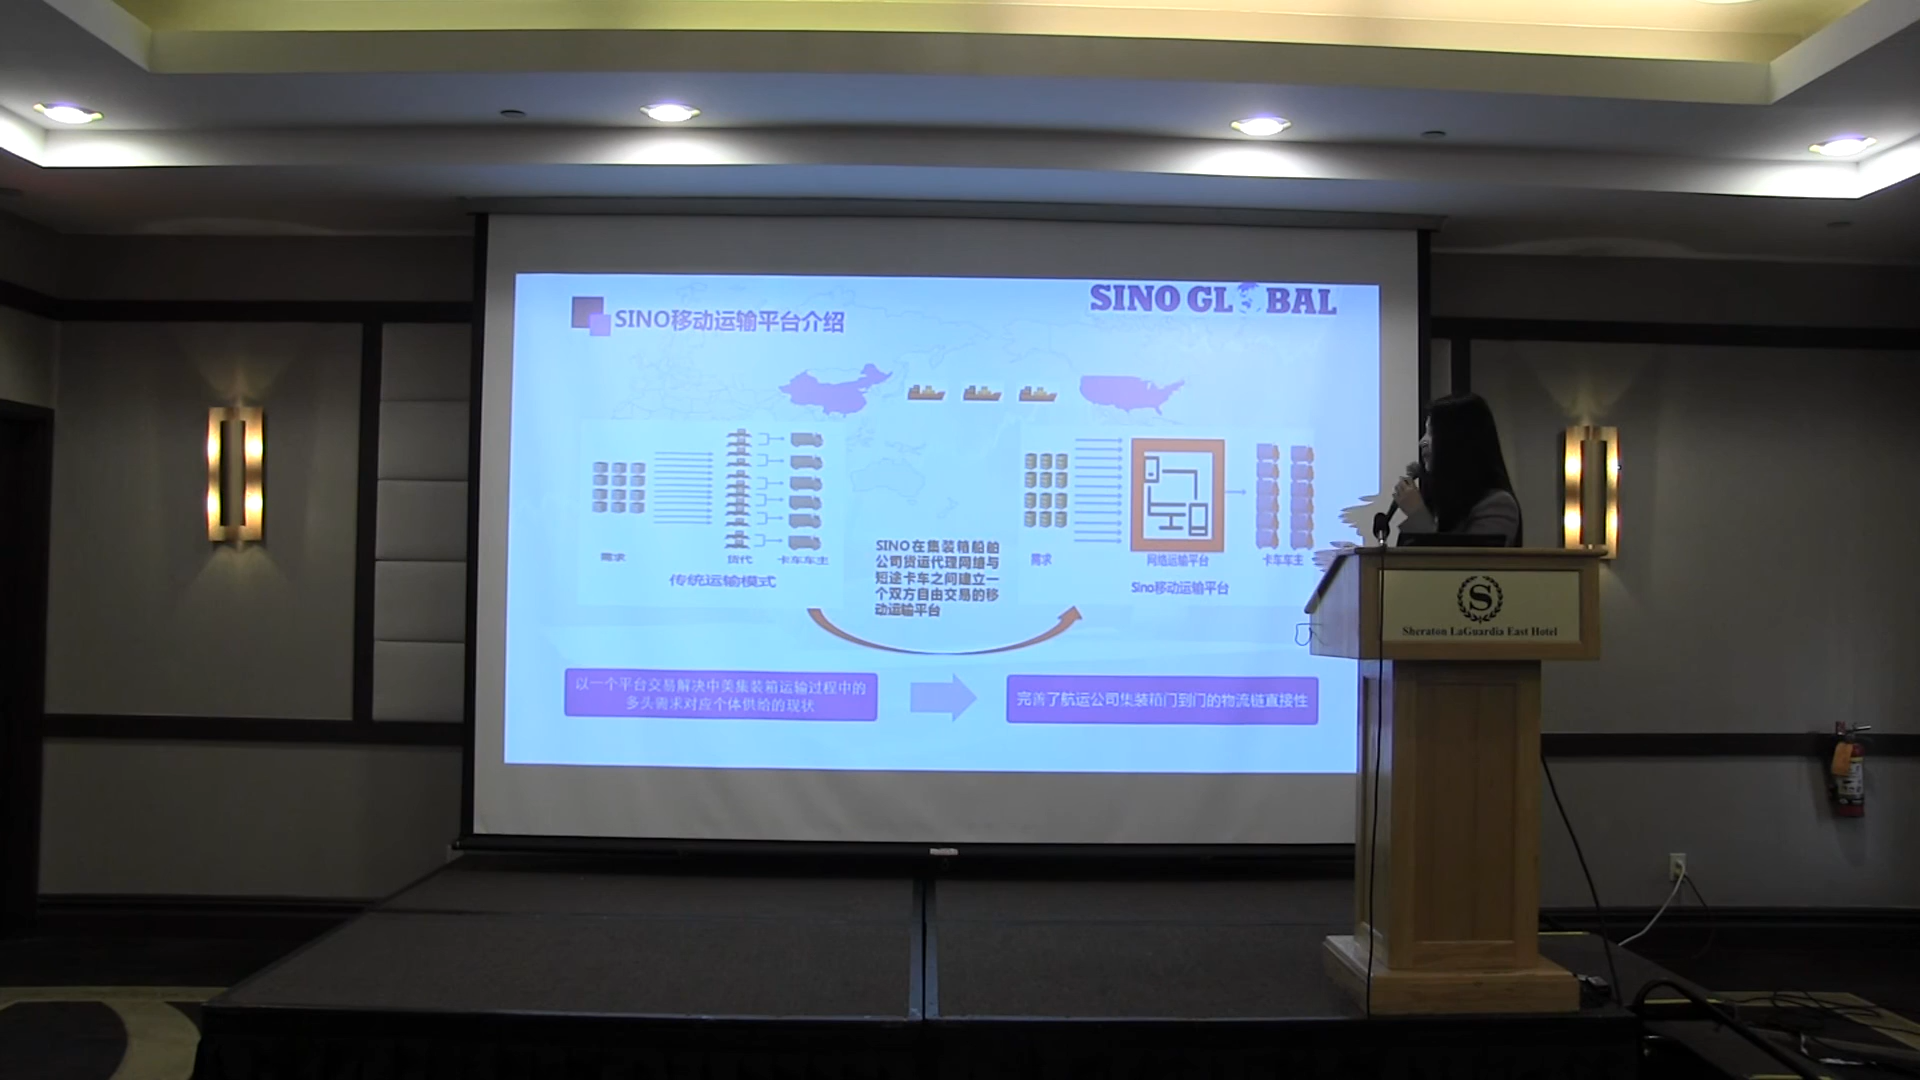 SINO GLOBAL
SINO移动运输平台介绍
需求
货代
卡车车主
传统运输模式
SINO在集装箱船舶
公司货运代理网络与
短途卡车之间建立一
个双方自由交易的移
动运输平台
需求
网络运输平台
卡车车主
Sino移动运输平台
以一个平台交易解决中美集装箱运输过程中的
多头需求对应个体供给的现状
完善了航运公司集装箱门到门的物流链直接性
S
Sheraton LaGuardia East Hotel